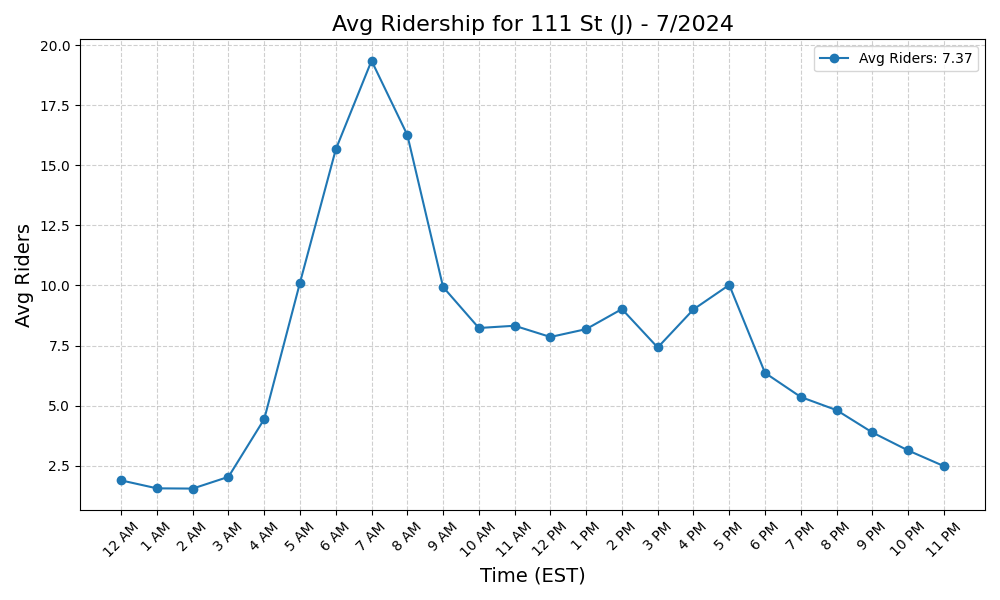 Avg Ridership for 111 St (J) - 7/2024
Avg Riders: 7.37
Avg Riders
20.0
17.5
15.0
12.5
10.0
7.5
5.0
2.5
12 AM
1 AM
2 AM
3 AM
4 AM
5 AM
6 AM
7 AM
8 AM
9 AM
10 AM
11 AM
12 PM
1 PM
2 PM
3 PM
4 PM
5 PM
6 PM
7 PM
8 PM
9 PM
10 PM
11 PM
Time (EST)